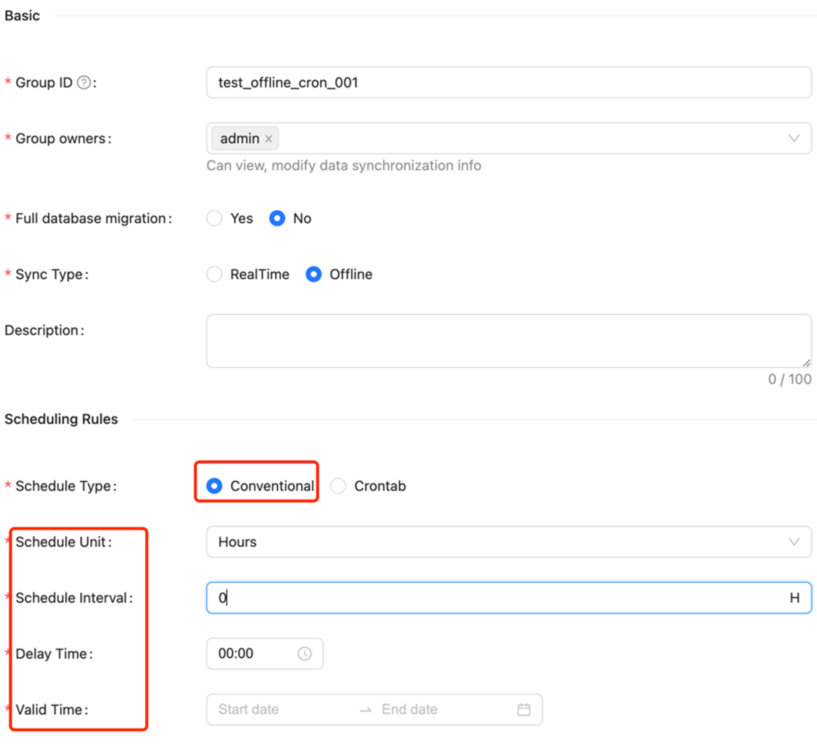 Basic
* Group ID ? :
test_offline_cron_001
* Group owners :
admin ×
Can view, modify data synchronization info
* Full database migration : Yes No
* Sync Type : RealTime Offline
Description :
0 / 100
Scheduling Rules
* Schedule Type : Conventional Crontab
* Schedule Unit : Hours
* Schedule Interval : 0 H
* Delay Time : 00:00
* Valid Time : Start date → End date